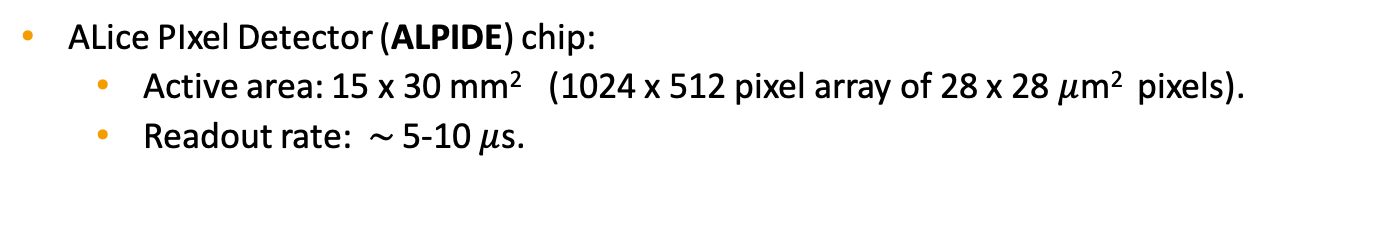 • ALice PIxel Detector (ALPIDE) chip:
• Active area: 15 x 30 mm² (1024 x 512 pixel array of 28 x 28 μm² pixels).
• Readout rate: ~ 5-10 μs.